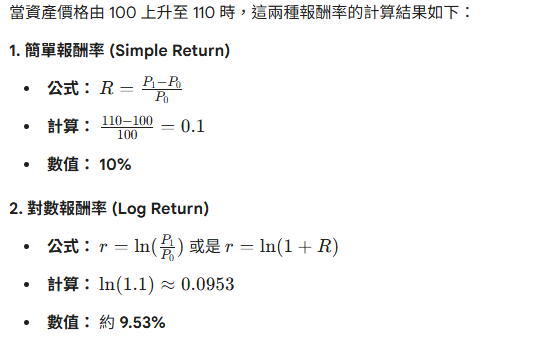 當資產價格由 100 上升至 110 時，這兩種報酬率的計算結果如下：
1. 簡單報酬率 (Simple Return)
• 公式： R = \frac{P_1-P_0}{P_0}
• 計算： \frac{110-100}{100} = 0.1
• 數值： 10%
2. 對數報酬率 (Log Return)
• 公式： r = \ln(\frac{P_1}{P_0}) 或是 r = \ln(1 + R)
• 計算： \ln(1.1) ≈ 0.0953
• 數值： 約 9.53%